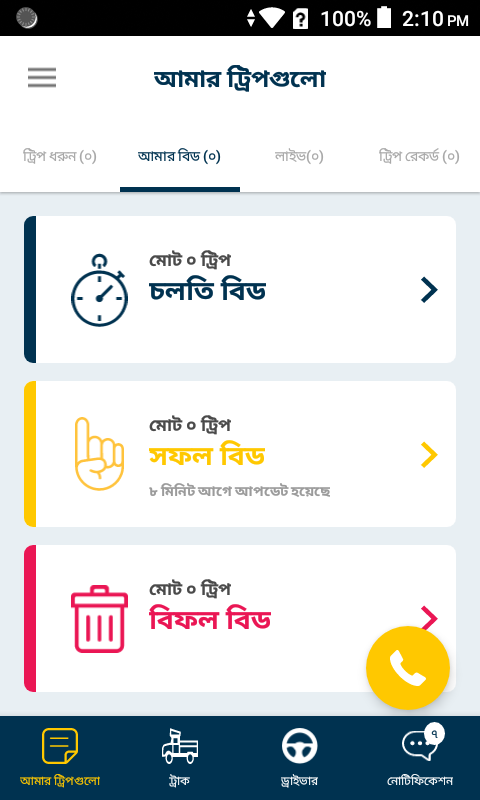 100% 2:10 PM
আমার ট্রিপগুলো
ট্রিপ ধরুন (০) আমার বিড (০) লাইভ(০) ট্রিপ রেকর্ড (০)
মোট ০ ট্রিপ
চলতি বিড
মোট ০ ট্রিপ
সফল বিড
৮ মিনিট আগে আপডেট হয়েছে
মোট ০ ট্রিপ
বিফল বিড
৭
আমার ট্রিপগুলো ট্রাক ড্রাইভার নোটিফিকেশন